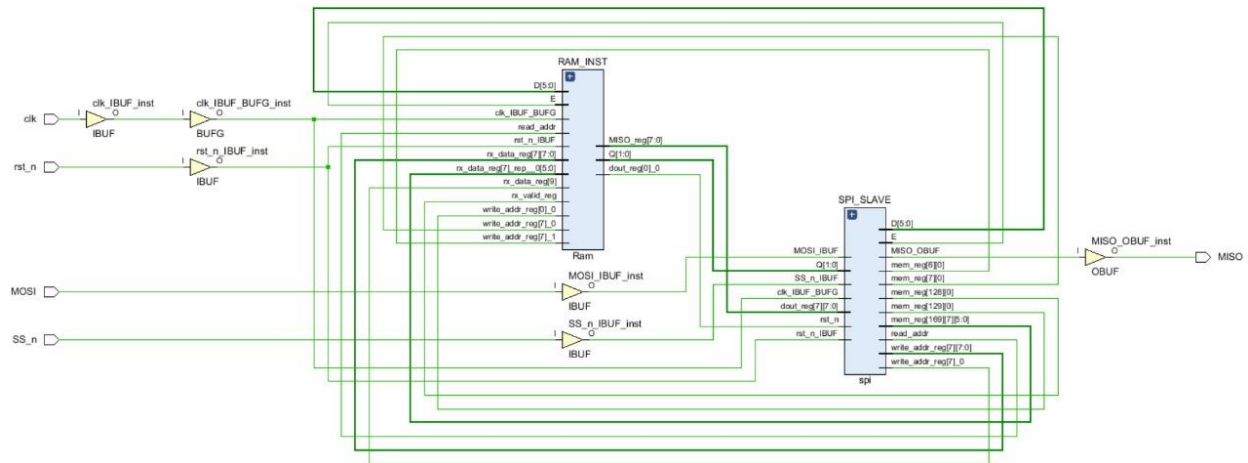 RAM_INST
D[5:0]
E
clk_IBUF_BUFG
read_addr
rst_n_IBUF
rx_data_reg[7][7:0]
rx_data_reg[7]_rep__0[5:0]
rx_data_reg[9]
rx_valid_reg
write_addr_reg[0]_0
write_addr_reg[7]_0
write_addr_reg[7]_1
MISO_reg[7:0]
Q[1:0]
dout_reg[0]_0
Ram
clk
I
clk_IBUF_inst
O
IBUF
I
clk_IBUF_BUFG_inst
O
BUFG
rst_n
I
rst_n_IBUF_inst
O
IBUF
MOSI
I
MOSI_IBUF_inst
O
IBUF
SS_n
I
SS_n_IBUF_inst
O
IBUF
SPI_SLAVE
MOSI_IBUF
Q[1:0]
SS_n_IBUF
clk_IBUF_BUFG
dout_reg[7][7:0]
rst_n
rst_n_IBUF
D[5:0]
E
MISO_OBUF
mem_reg[6][0]
mem_reg[7][0]
mem_reg[128][0]
mem_reg[129][0]
mem_reg[169][7][5:0]
read_addr
write_addr_reg[7][7:0]
write_addr_reg[7]_0
spi
I
MISO_OBUF_inst
O
OBUF
MISO